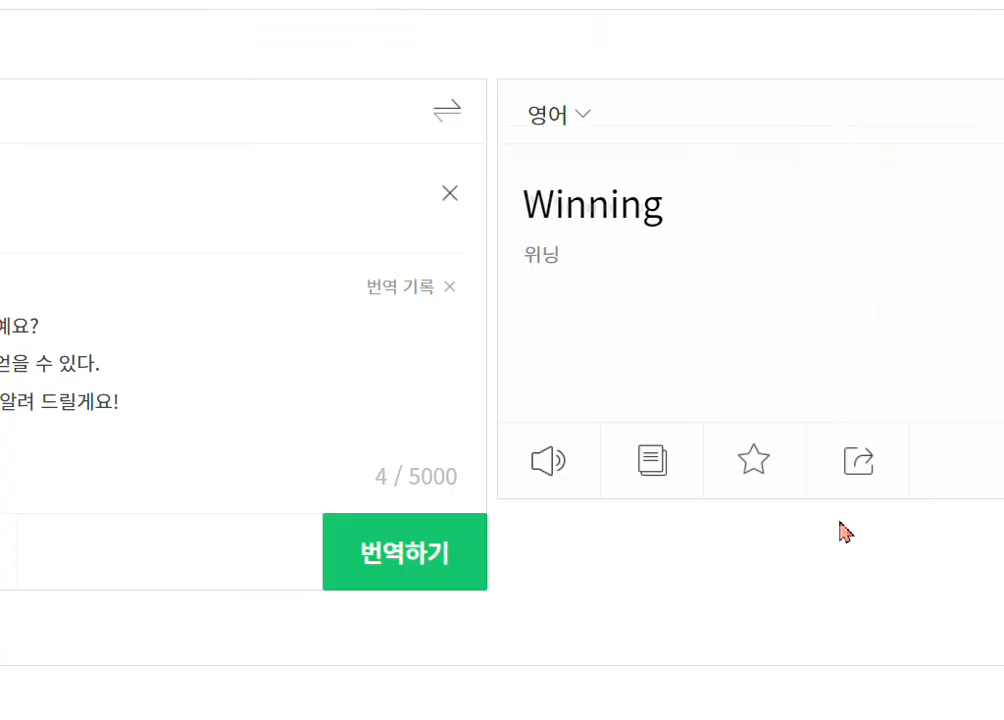 영어
Winning
위닝
번역 기록
예요?
얻을 수 있다.
알려 드릴게요!
4 / 5000
번역하기